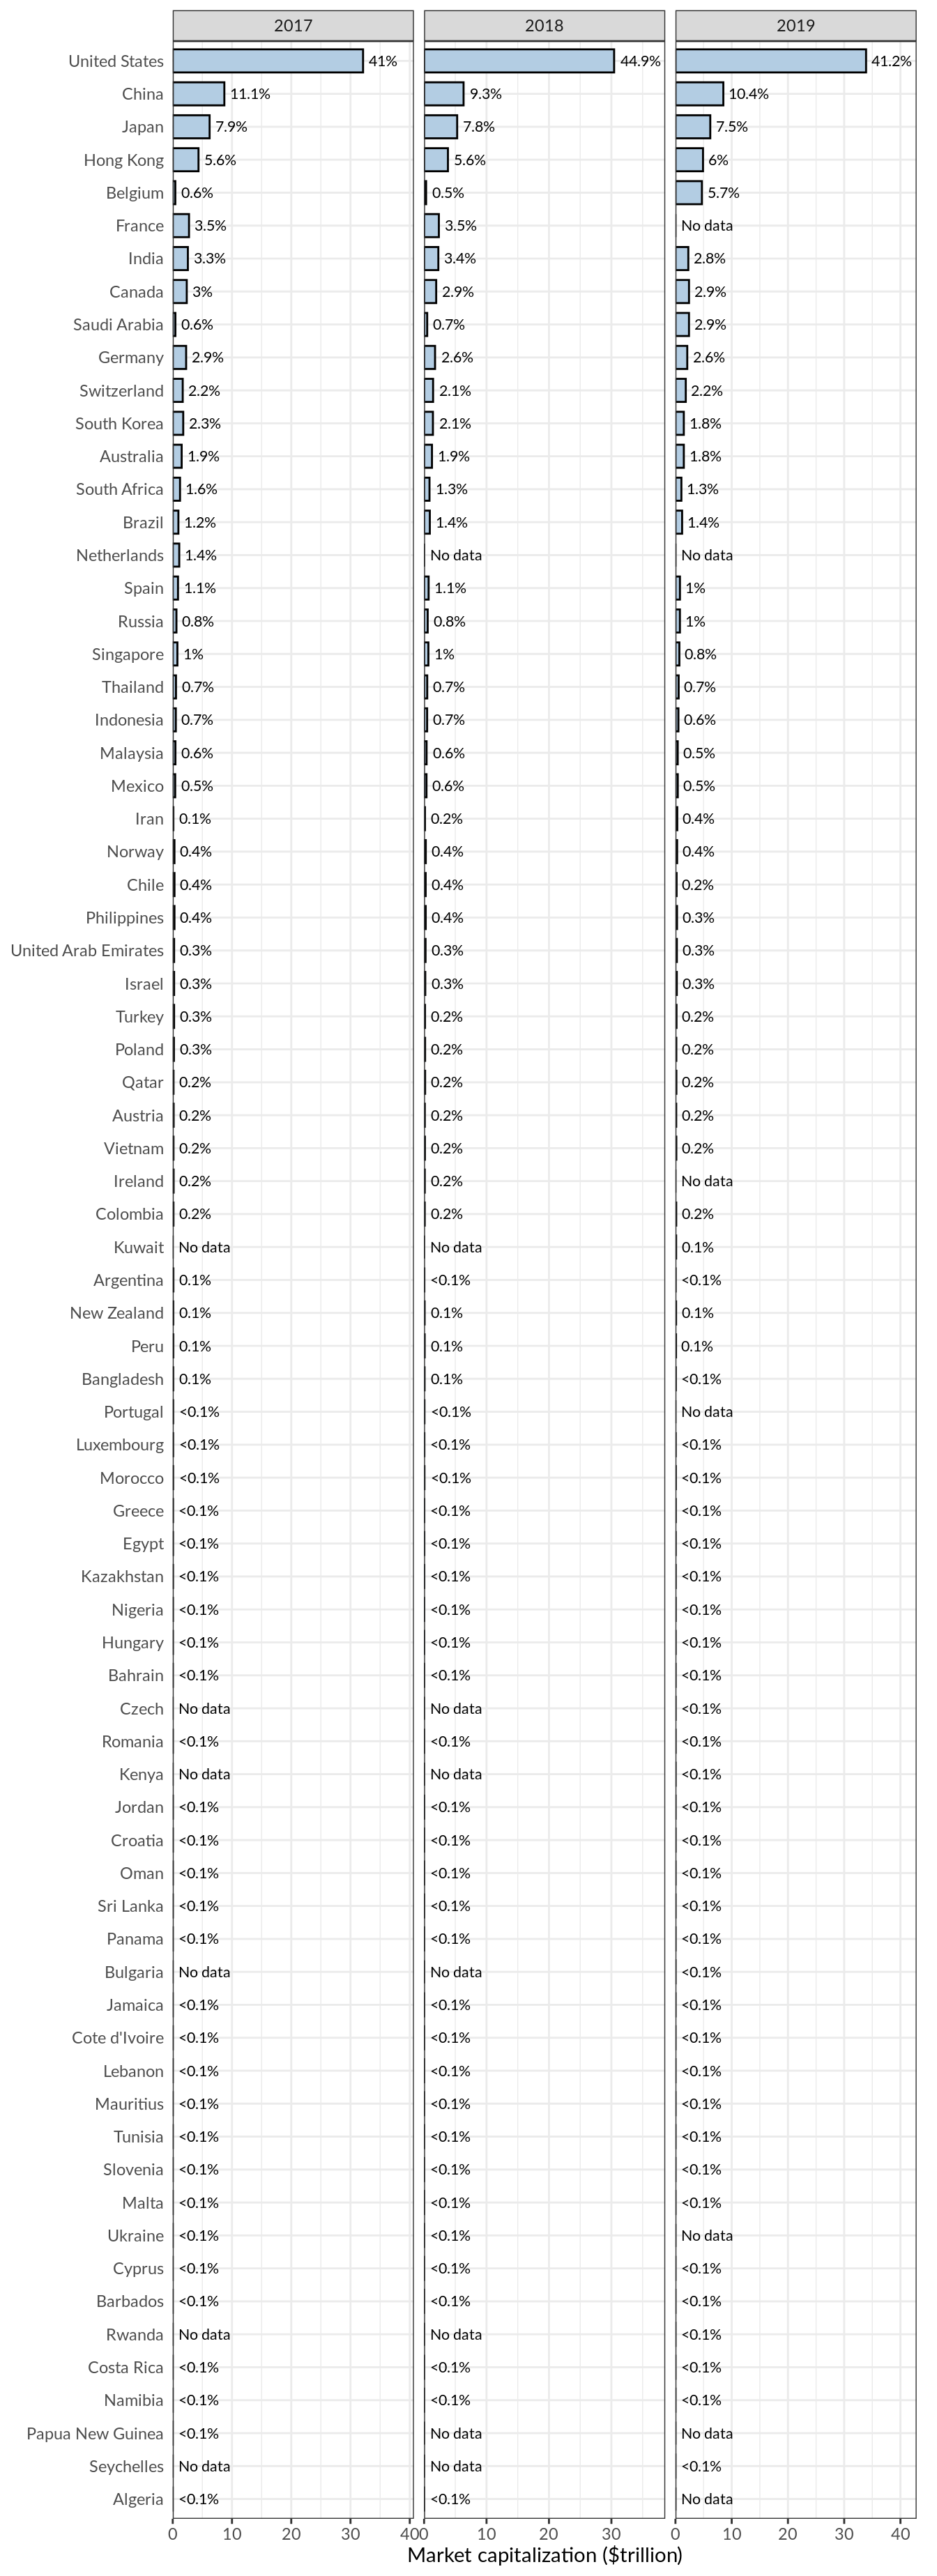 2017 2018 2019
United States 41% 44.9% 41.2%
China 11.1% 9.3% 10.4%
Japan 7.9% 7.8% 7.5%
Hong Kong 5.6% 5.6% 6%
Belgium 0.6% 0.5% 5.7%
France 3.5% 3.5% No data
India 3.3% 3.4% 2.8%
Canada 3% 2.9% 2.9%
Saudi Arabia 0.6% 0.7% 2.9%
Germany 2.9% 2.6% 2.6%
Switzerland 2.2% 2.1% 2.2%
South Korea 2.3% 2.1% 1.8%
Australia 1.9% 1.9% 1.8%
South Africa 1.6% 1.3% 1.3%
Brazil 1.2% 1.4% 1.4%
Netherlands 1.4% No data No data
Spain 1.1% 1.1% 1%
Russia 0.8% 0.8% 1%
Singapore 1% 1% 0.8%
Thailand 0.7% 0.7% 0.7%
Indonesia 0.7% 0.7% 0.6%
Malaysia 0.6% 0.6% 0.5%
Mexico 0.5% 0.6% 0.5%
Iran 0.1% 0.2% 0.4%
Norway 0.4% 0.4% 0.4%
Chile 0.4% 0.4% 0.2%
Philippines 0.4% 0.4% 0.3%
United Arab Emirates 0.3% 0.3% 0.3%
Israel 0.3% 0.3% 0.3%
Turkey 0.3% 0.2% 0.2%
Poland 0.3% 0.2% 0.2%
Qatar 0.2% 0.2% 0.2%
Austria 0.2% 0.2% 0.2%
Vietnam 0.2% 0.2% 0.2%
Ireland 0.2% 0.2% No data
Colombia 0.2% 0.2% 0.2%
Kuwait No data No data 0.1%
Argentina 0.1% <0.1% <0.1%
New Zealand 0.1% 0.1% 0.1%
Peru 0.1% 0.1% 0.1%
Bangladesh 0.1% 0.1% <0.1%
Portugal <0.1% <0.1% No data
Luxembourg <0.1% <0.1% <0.1%
Morocco <0.1% <0.1% <0.1%
Greece <0.1% <0.1% <0.1%
Egypt <0.1% <0.1% <0.1%
Kazakhstan <0.1% <0.1% <0.1%
Nigeria <0.1% <0.1% <0.1%
Hungary <0.1% <0.1% <0.1%
Bahrain <0.1% <0.1% <0.1%
Czech No data No data <0.1%
Romania <0.1% <0.1% <0.1%
Kenya No data No data <0.1%
Jordan <0.1% <0.1% <0.1%
Croatia <0.1% <0.1% <0.1%
Oman <0.1% <0.1% <0.1%
Sri Lanka <0.1% <0.1% <0.1%
Panama <0.1% <0.1% <0.1%
Bulgaria No data No data <0.1%
Jamaica <0.1% <0.1% <0.1%
Cote d'Ivoire <0.1% <0.1% <0.1%
Lebanon <0.1% <0.1% <0.1%
Mauritius <0.1% <0.1% <0.1%
Tunisia <0.1% <0.1% <0.1%
Slovenia <0.1% <0.1% <0.1%
Malta <0.1% <0.1% <0.1%
Ukraine <0.1% <0.1% No data
Cyprus <0.1% <0.1% <0.1%
Barbados <0.1% <0.1% <0.1%
Rwanda No data No data <0.1%
Costa Rica <0.1% <0.1% <0.1%
Namibia <0.1% <0.1% <0.1%
Papua New Guinea <0.1% No data No data
Seychelles No data No data <0.1%
Algeria <0.1% <0.1% No data
0 10 20 30 40 0 10 20 30 0 10 20 30 40
Market capitalization ($trillion)